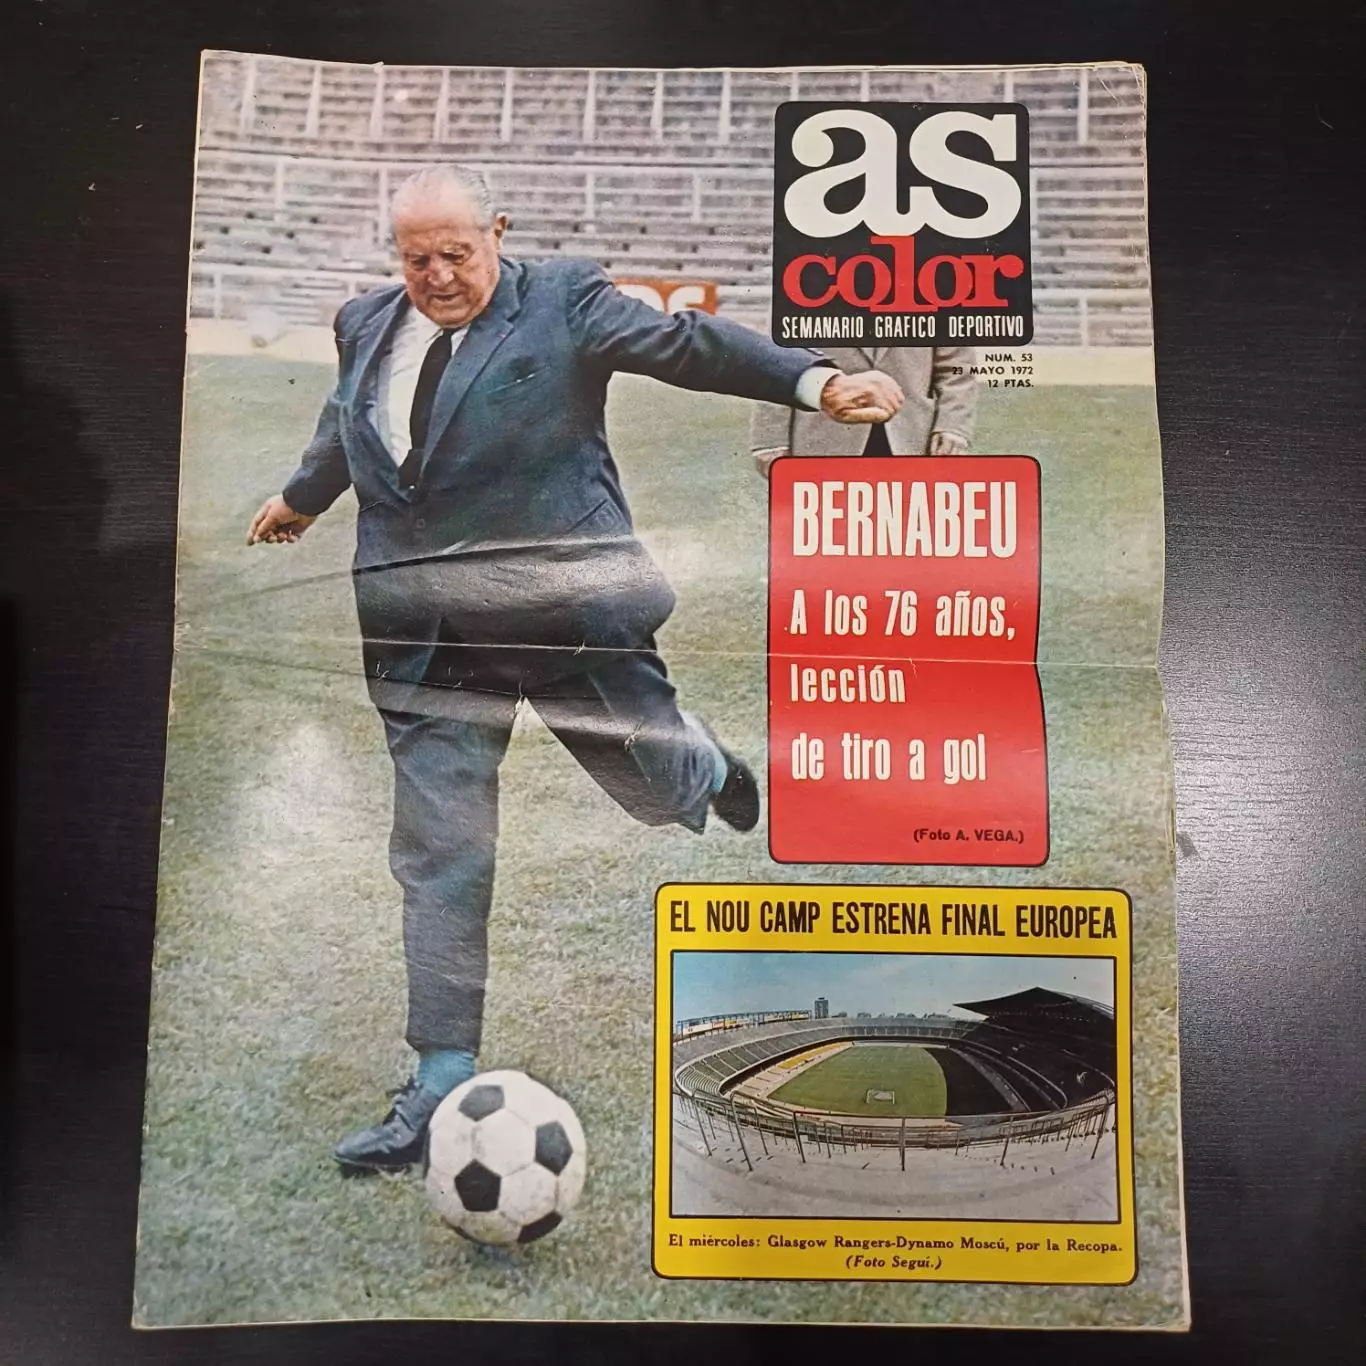 as
color
SEMANARIO GRAFICO DEPORTIVO
NUM. 53
23 MAYO 1972
12 PTAS.
BERNABEU
A los 76 años,
lección
de tiro a gol
(Foto A. VEGA.)
EL NOU CAMP ESTRENA FINAL EUROPEA
El miércoles: Glasgow Rangers-Dynamo Moscú, por la Recopa.
(Foto Seguí.)